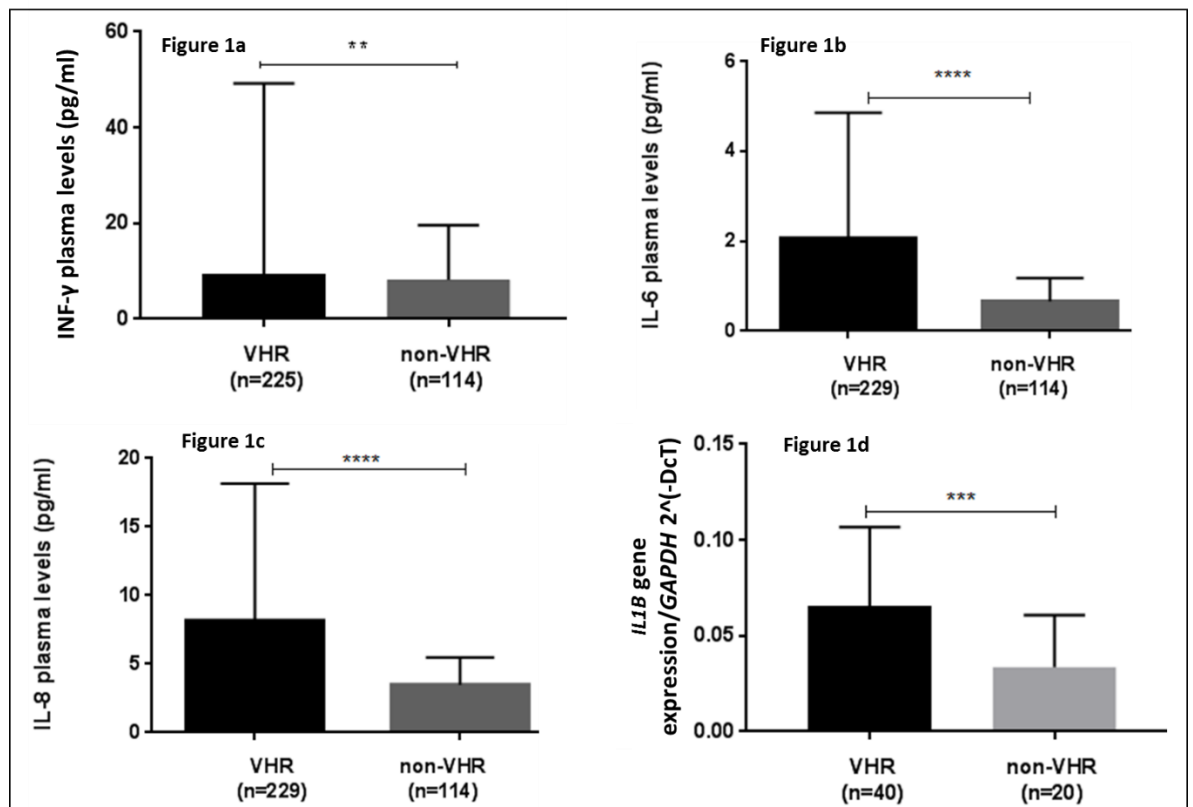 Figure 1a
**
INF-γ plasma levels (pg/ml)
60
40
20
0
VHR
(n=225)
non-VHR
(n=114)
Figure 1b
****
IL-6 plasma levels (pg/ml)
6
4
2
0
VHR
(n=229)
non-VHR
(n=114)
Figure 1c
****
IL-8 plasma levels (pg/ml)
20
15
10
5
0
VHR
(n=229)
non-VHR
(n=114)
Figure 1d
***
IL1B gene
expression/GAPDH 2^(-DcT)
0.15
0.10
0.05
0.00
VHR
(n=40)
non-VHR
(n=20)